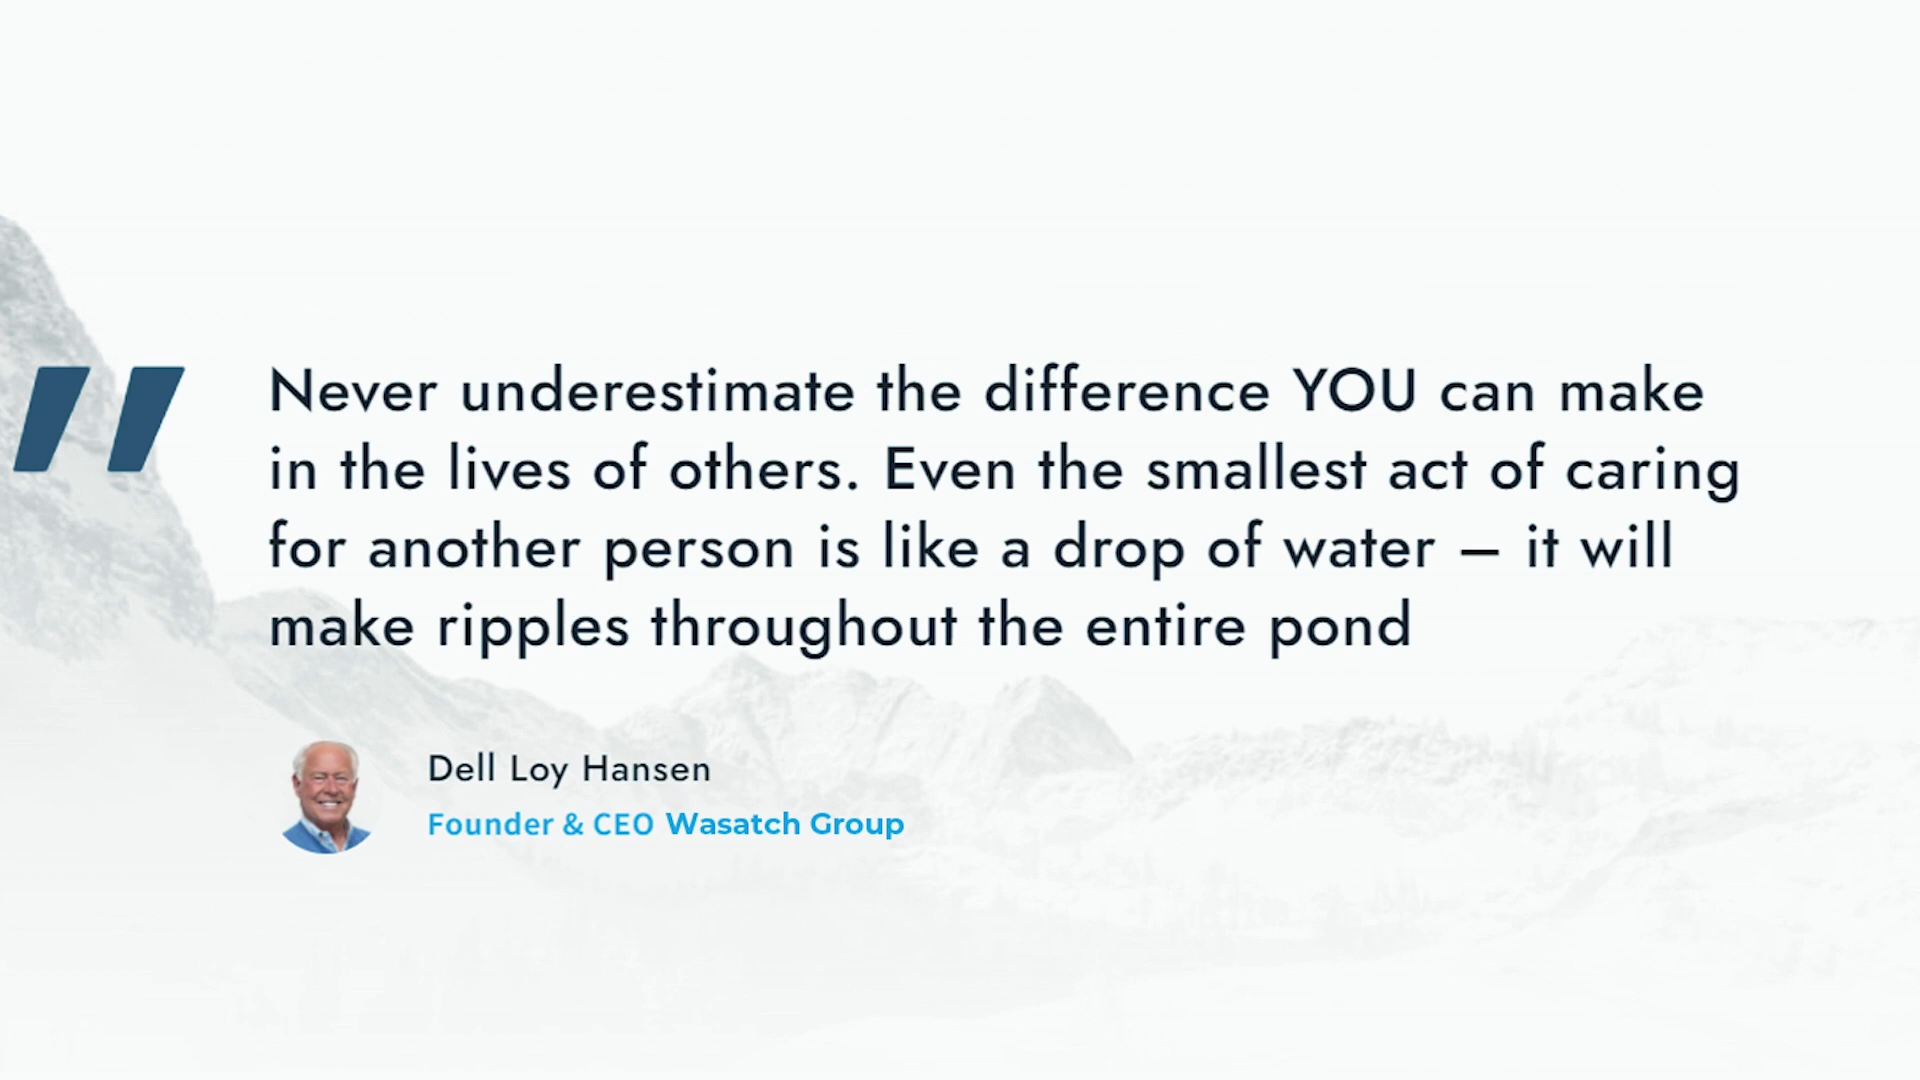 "
Never underestimate the difference YOU can make
in the lives of others. Even the smallest act of caring
for another person is like a drop of water – it will
make ripples throughout the entire pond
Dell Loy Hansen
Founder & CEO Wasatch Group